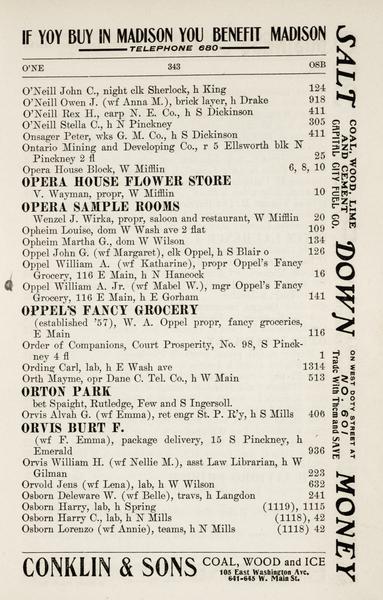 IF YOY BUY IN MADISON YOU BENEFIT MADISON
TELEPHONE 680
O'NE 343 OSB
O'Neill John C., night clk Sherlock, h King 124
O'Neill Owen J. (wf Anna M.), brick layer, h Drake 918
O'Neill Rex H., carp N. E. Co., h S Dickinson 411
O'Neill Stella C., h N Pinckney 305
Onsager Peter, wks G. M. Co., h S Dickinson 411
Ontario Mining and Developing Co., r 5 Ellsworth blk N
Pinckney 2 fl 25
Opera House Block, W Mifflin 6, 8, 10
OPERA HOUSE FLOWER STORE
V. Wayman, propr, W Mifflin 10
OPERA SAMPLE ROOMS
Wenzel J. Wirka, propr, saloon and restaurant, W Mifflin 20
Opheim Louise, dom W Wash ave 2 flat 109
Opheim Martha G., dom W Wilson 134
Oppel John G. (wf Margaret), clk Oppel, h S Blair o 126
Oppel William A. (wf Katharine), propr Oppel's Fancy
Grocery, 116 E Main, h N Hancock 16
Oppel William A. Jr. (wf Mabel W.), mgr Oppel's Fancy
Grocery, 116 E Main, h E Gorham 141
OPPEL'S FANCY GROCERY
(established '57), W. A. Oppel propr, fancy groceries,
E Main 116
Order of Companions, Court Prosperity, No. 98, S Pinck-
ney 4 fl 1
Ording Carl, lab, h E Wash ave 1314
Orth Mayme, opr Dane C. Tel. Co., h W Main 513
ORTON PARK
bet Spaight, Rutledge, Few and S Ingersoll.
Orvis Alvah G. (wf Emma), ret engr St. P. R'y, h S Mills 406
ORVIS BURT F.
(wf F. Emma), package delivery, 15 S Pinckney, h
Emerald 936
Orvis William H. (wf Nellie M.), asst Law Librarian, h W
Gilman 223
Orvold Jens (wf Lena), lab, h W Wilson 632
Osborn Deleware W. (wf Belle), travs, h Langdon 241
Osborn Harry, lab, h Spring (1119), 1115
Osborn Harry C., lab, h N Mills (1118), 42
Osborn Lorenzo (wf Annie), teams, h N Mills (1118) 42
CONKLIN & SONS
COAL, WOOD and ICE
105 East Washington Ave.
641-645 W. Main St.
SALT
COAL, WOOD, LIME
AND CEMENT
CAPITAL CITY FUEL CO.
DOWN
ON WEST DOTY STREET AT
NO. 601
Trade With Them and SAVE
MONEY